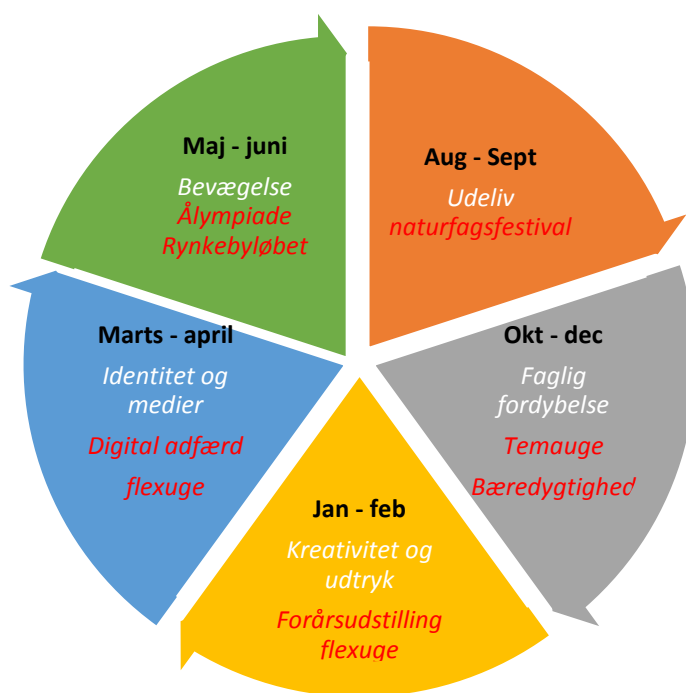 Aug - Sept
Udeliv
naturfagsfestival
Okt - dec
Faglig
fordybelse
Temauge
Bæredygtighed
Jan - feb
Kreativitet og
udtryk
Forårsudstilling
flexuge
Marts - april
Identitet og
medier
Digital adfærd
flexuge
Maj - juni
Bevægelse
Ålympiade
Rynkebyløbet